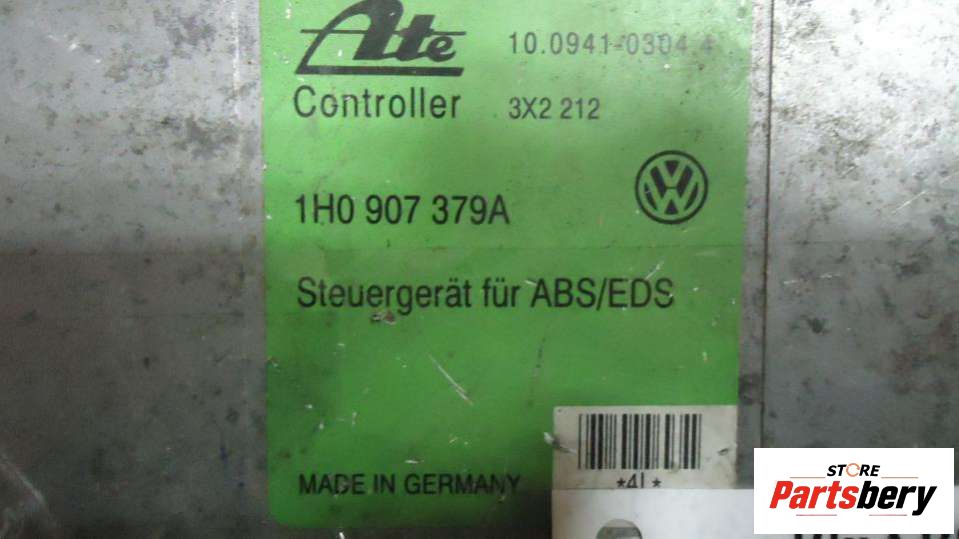 Ate 10.0941-0304.4
Controller 3X2 212
1H0 907 379A
Steuergerät für ABS/EDS
MADE IN GERMANY
*4L*
STORE
Partsbery